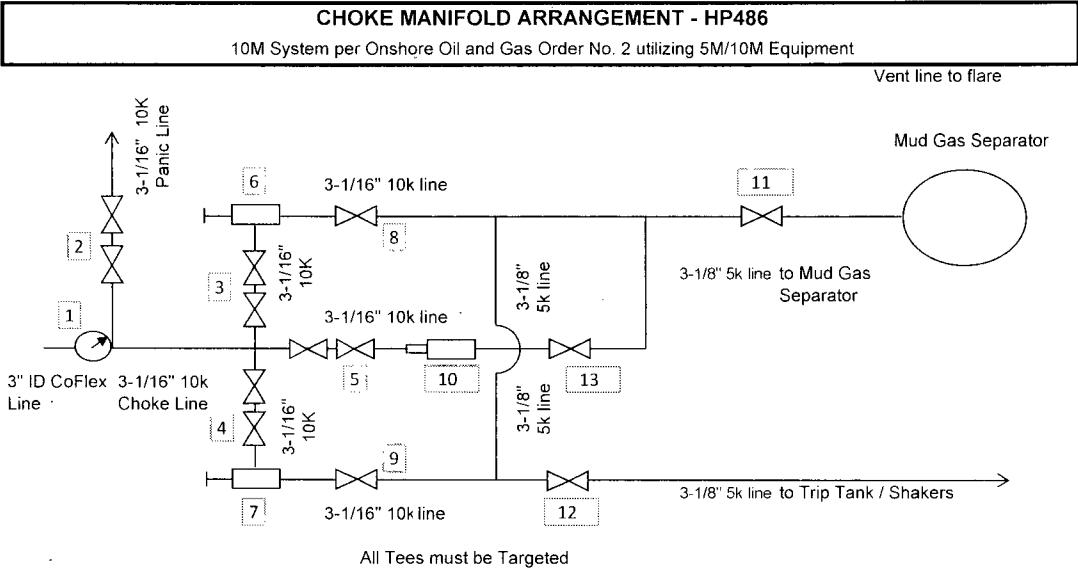 CHOKE MANIFOLD ARRANGEMENT - HP486
10M System per Onshore Oil and Gas Order No. 2 utilizing 5M/10M Equipment
Vent line to flare
Mud Gas Separator
3-1/16" 10K
Panic Line
6
3-1/16" 10k line
11
2
8
3
3-1/16"
10K
3-1/8"
5k line
3-1/8" 5k line to Mud Gas
Separator
1
3-1/16" 10k line
3" ID CoFlex
Line
3-1/16" 10k
Choke Line
5
10
13
4
3-1/16"
10K
3-1/8"
5k line
9
7
3-1/16" 10k line
12
3-1/8" 5k line to Trip Tank / Shakers
All Tees must be Targeted